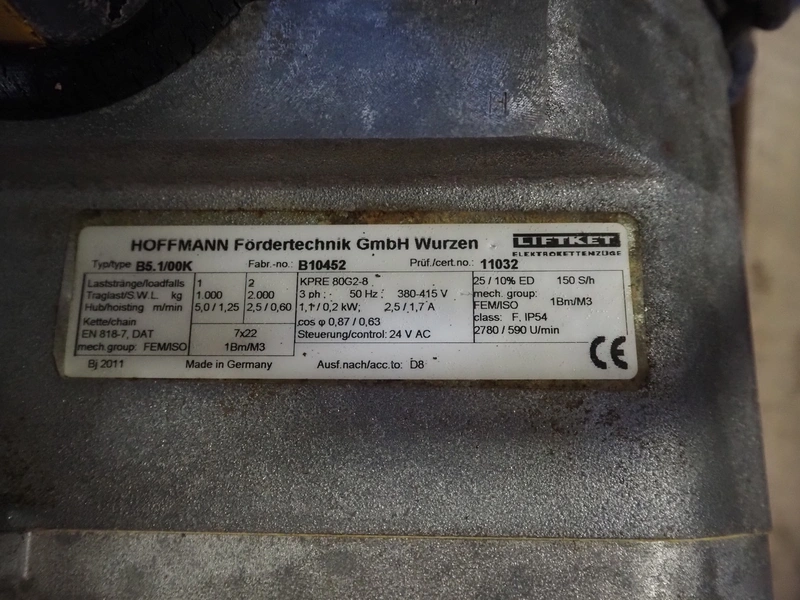 HOFFMANN Fördertechnik GmbH Wurzen LIFTKET
ELEKTROKETTENZÜGE
Typ/type B5.1/00K Fabr.-no.: B10452 Prüf./cert.no.: 11032
Laststränge/loadfalls 1 2 KPRE 80G2-8 25 / 10% ED 150 S/h
Traglast/S.W.L. kg 1.000 2.000 3 ph; 50 Hz; 380-415 V mech. group:
Hub/hoisting m/min 5,0 / 1,25 2,5 / 0,60 1,1 / 0,2 kW; 2,5 / 1,7 A FEM/ISO 1Bm/M3
Kette/chain cos φ 0,87 / 0,63 class: F, IP54
EN 818-7, DAT 7x22 Steuerung/control: 24 V AC 2780 / 590 U/min
mech.group: FEM/ISO 1Bm/M3 CE
Bj 2011 Made in Germany Ausf.nach/acc.to: D8